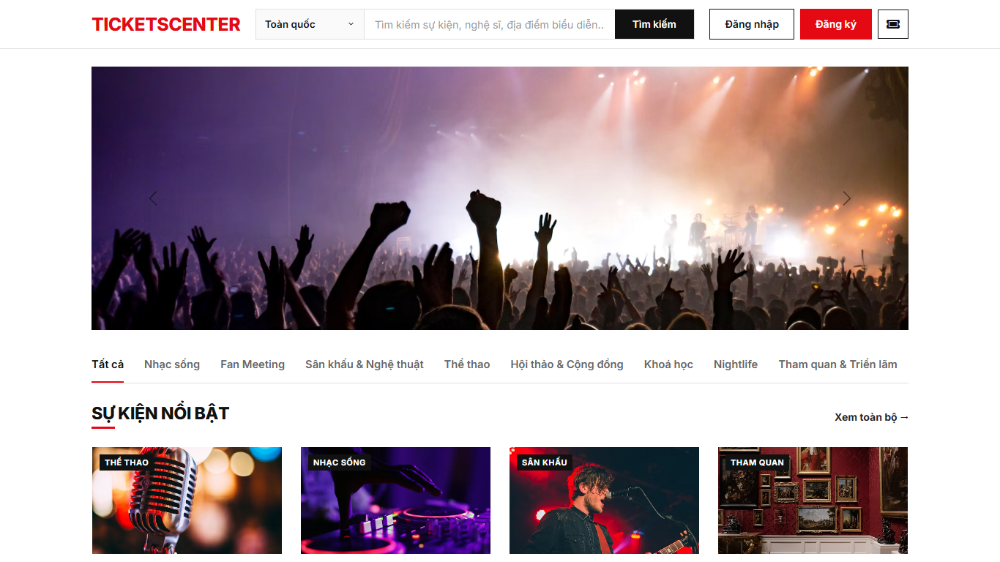 TICKETSCENTER
Toàn quốc
Tìm kiếm sự kiện, nghệ sĩ, địa điểm biểu diễn..
Tìm kiếm
Đăng nhập
Đăng ký
Tất cả
Nhạc sống
Fan Meeting
Sân khấu & Nghệ thuật
Thể thao
Hội thảo & Cộng đồng
Khoá học
Nightlife
Tham quan & Triển lãm
SỰ KIỆN NỔI BẬT
Xem toàn bộ →
THỂ THAO
NHẠC SỐNG
SÂN KHẤU
THAM QUAN